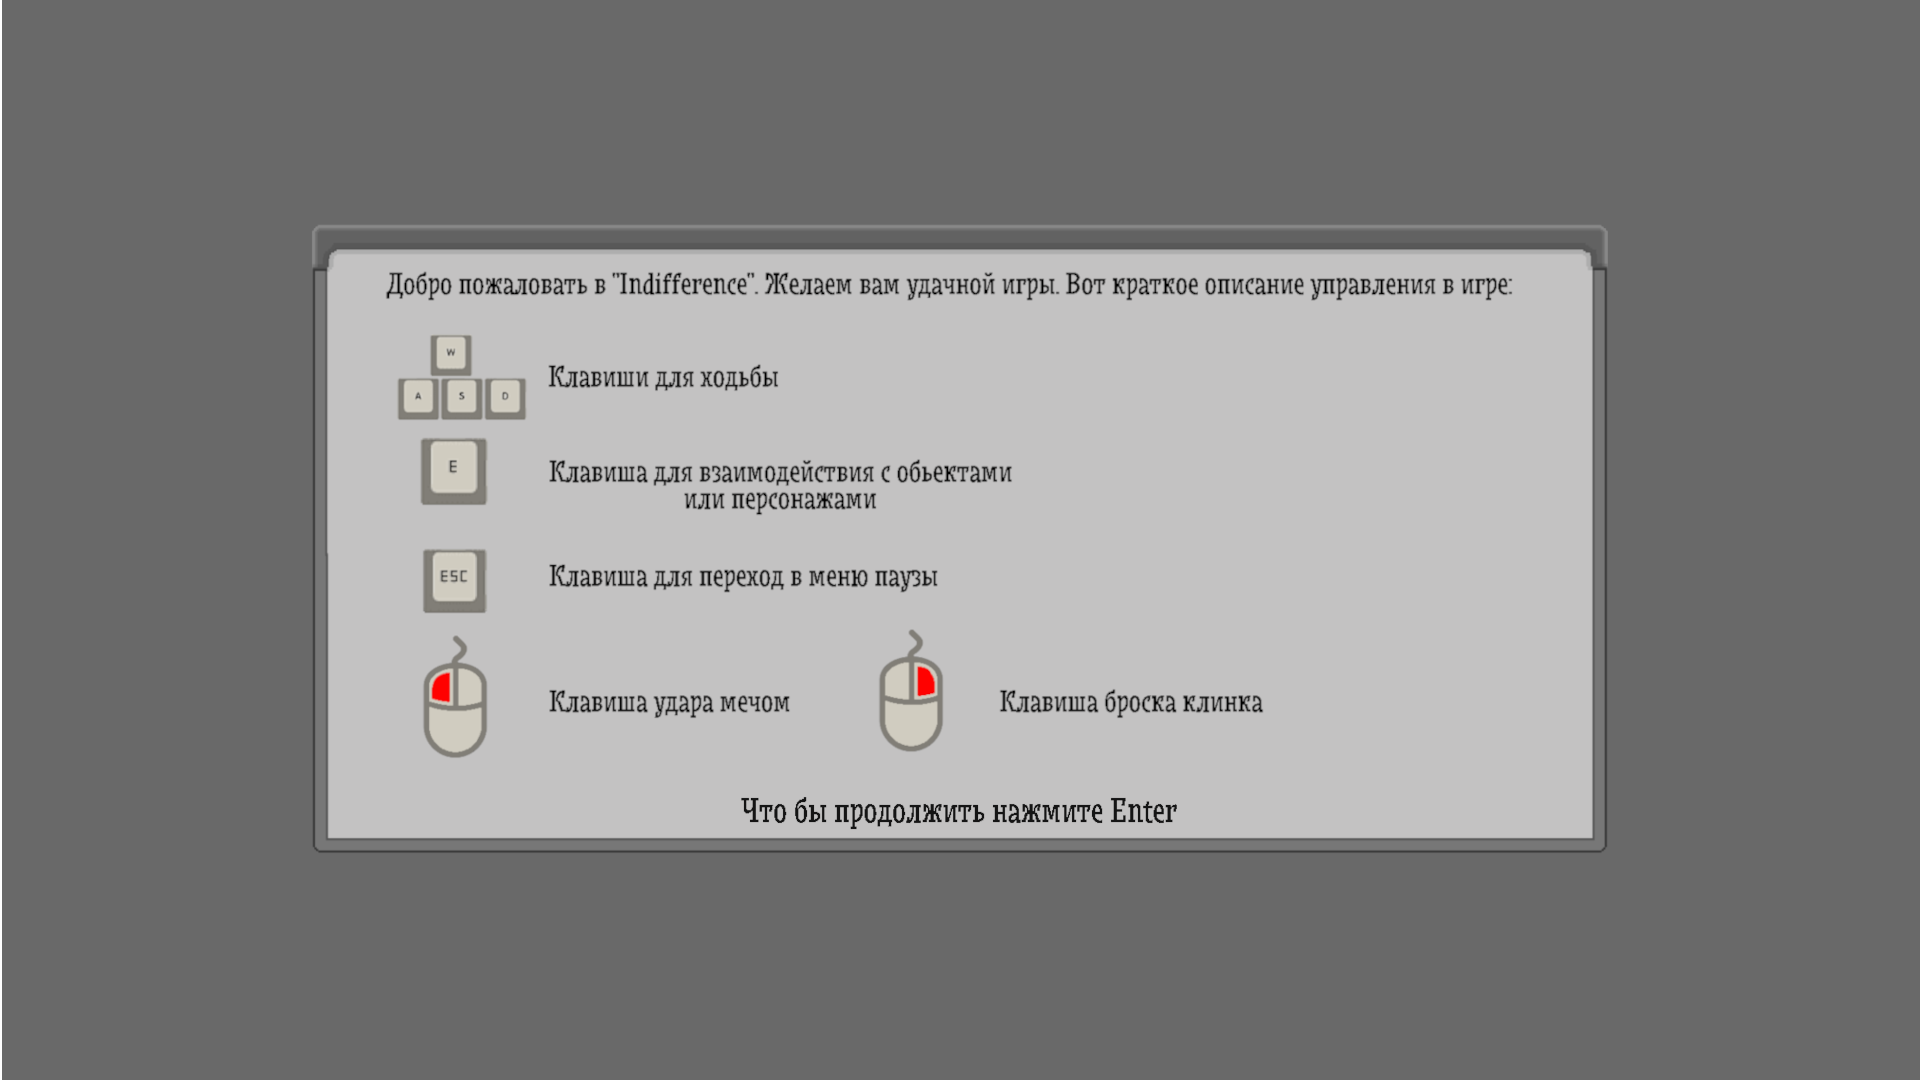 Добро пожаловать в "Indifference". Желаем вам удачной игры. Вот краткое описание управления в игре:
W
A S D
Клавиши для ходьбы
E
Клавиша для взаимодействия с обьектами
или персонажами
ESC
Клавиша для переход в меню паузы
Клавиша удара мечом
Клавиша броска клинка
Что бы продолжить нажмите Enter